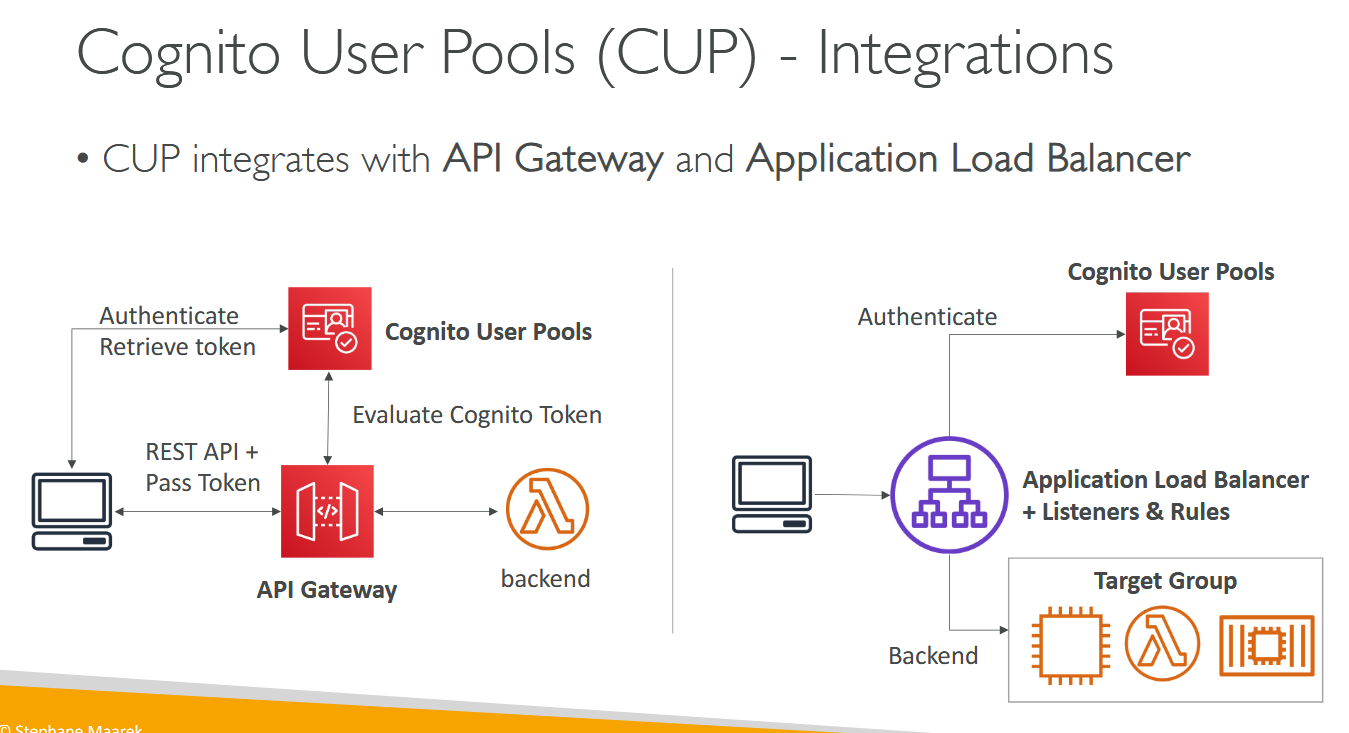 Cognito User Pools (CUP) - Integrations
• CUP integrates with API Gateway and Application Load Balancer
Authenticate
Retrieve token
Cognito User Pools
Evaluate Cognito Token
REST API +
Pass Token
API Gateway
backend
Cognito User Pools
Authenticate
Application Load Balancer
+ Listeners & Rules
Target Group
Backend
© Stephane Maarek